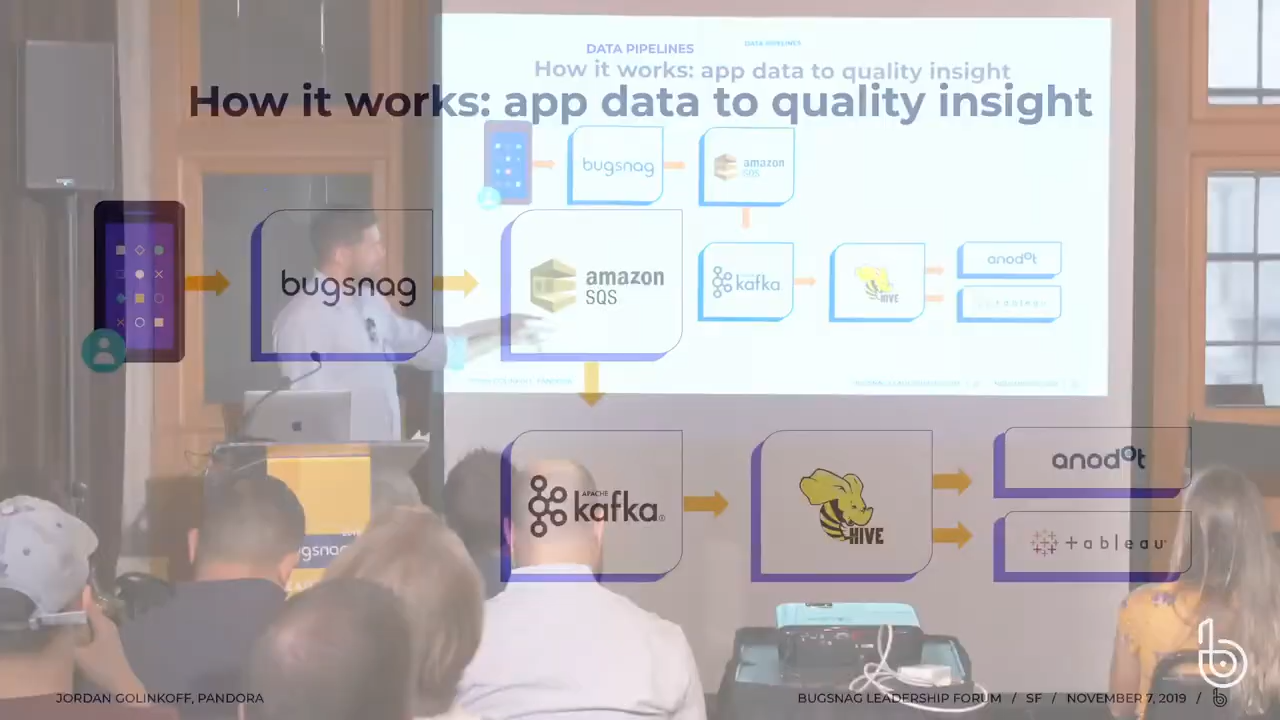 DATA PIPELINES
DATA PIPELINES
How it works: app data to quality insight
How it works: app data to quality insight
bugsnag
amazon
SQS
kafka
HIVE
anodot
bugsnag
amazon
SQS
APACHE
kafka
HIVE
anodot
tableau
JORDAN GOLINKOFF, PANDORA
BUGSNAG LEADERSHIP FORUM / SF / NOVEMBER 7, 2019 /